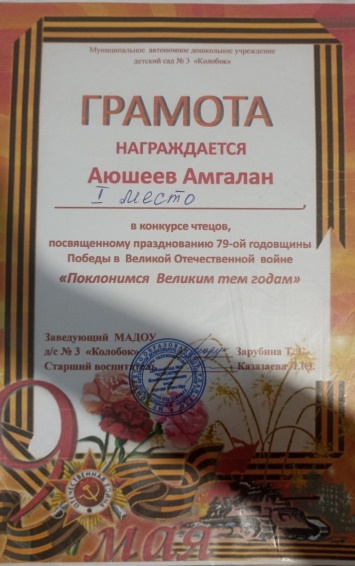 Муниципальное автономное дошкольное учреждение
детский сад № 3 «Колобок»
ГРАМОТА
НАГРАЖДАЕТСЯ
Аюшеев Амгалан
I место
в конкурсе чтецов,
посвященному празднованию 79-ой годовщины
Победы в Великой Отечественной войне
«Поклонимся Великим тем годам»
Заведующий МАДОУ
д/с № 3 «Колобок» Зарубина Т.
Старший воспитатель Казазаева
ОТЕЧЕСТВЕННАЯ ВОЙНА
9 мая